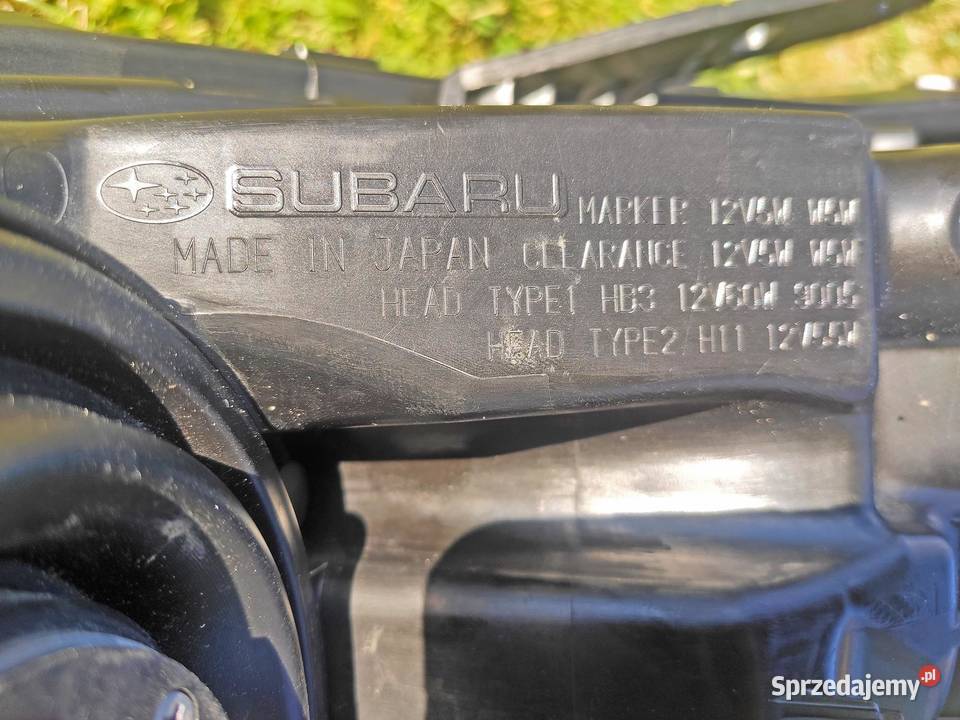 SUBARU MARKER 12V5W W5W
MADE IN JAPAN CLEARANCE 12V5W W5W
HEAD TYPE1 HB3 12V60W 9005
HEAD TYPE2 H11 12V55W
Sprzedajemy.pl